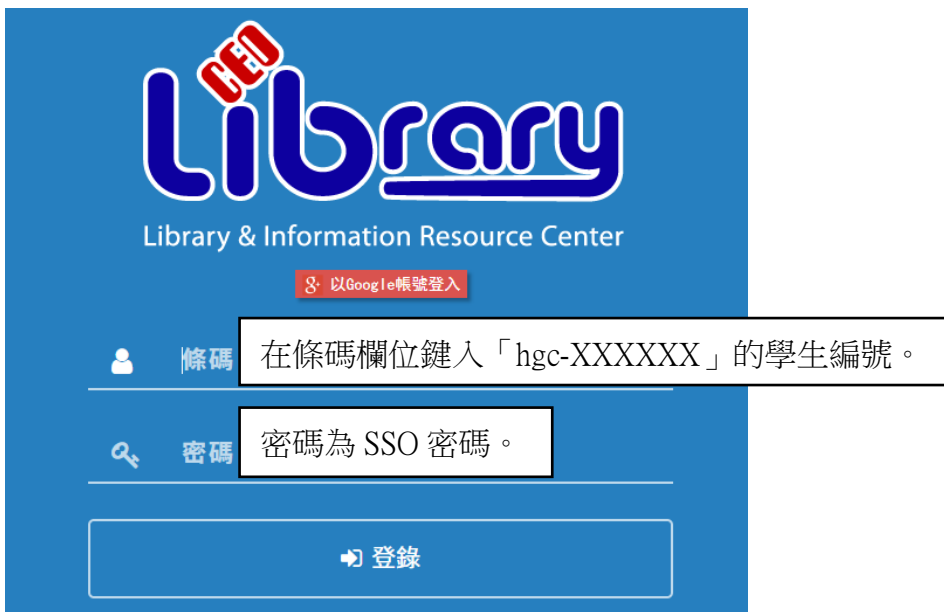 CEO
Library
Library & Information Resource Center
g+ 以Google帳號登入
條碼
在條碼欄位鍵入「hgc-XXXXXX」的學生編號。
密碼
密碼為 SSO 密碼。
登錄